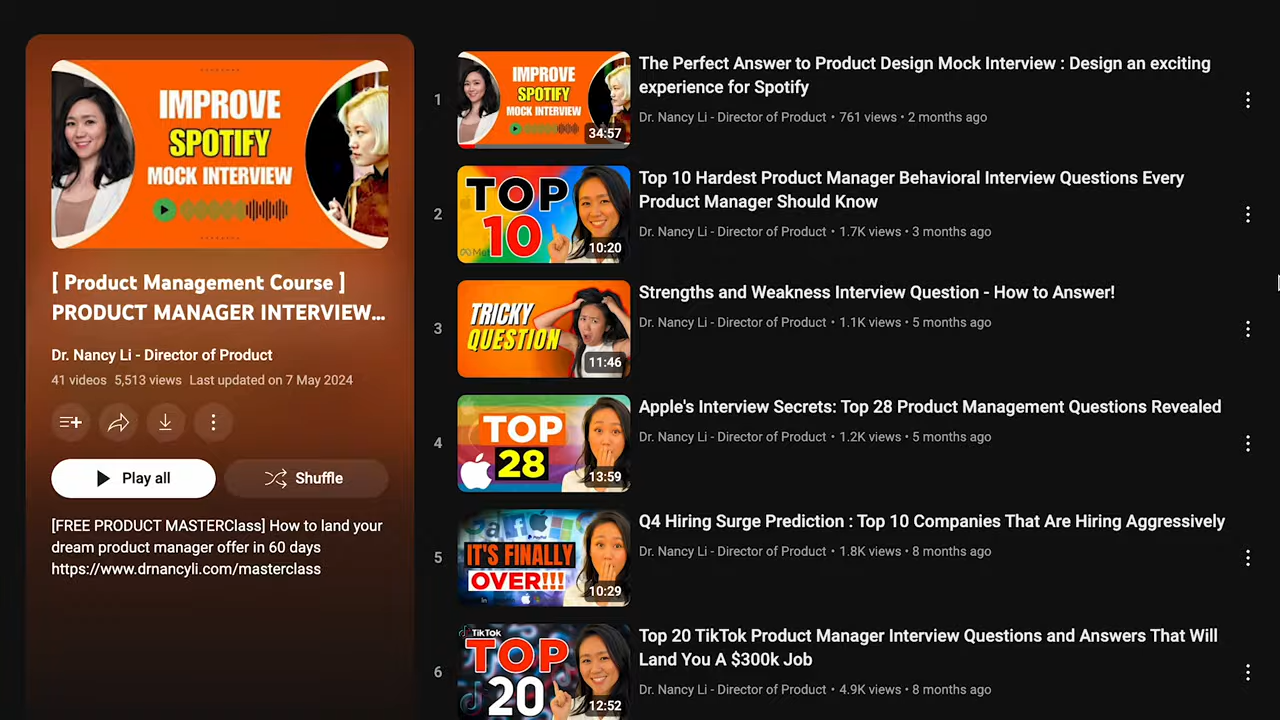 IMPROVE
SPOTIFY
MOCK INTERVIEW
[ Product Management Course ]
PRODUCT MANAGER INTERVIEW...
Dr. Nancy Li - Director of Product
41 videos 5,513 views Last updated on 7 May 2024
Play all
Shuffle
[FREE PRODUCT MASTERClass] How to land your
dream product manager offer in 60 days
https://www.drnancyli.com/masterclass
1
IMPROVE
SPOTIFY
MOCK INTERVIEW
34:57
The Perfect Answer to Product Design Mock Interview : Design an exciting
experience for Spotify
Dr. Nancy Li - Director of Product • 761 views • 2 months ago
2
TOP
10
10:20
Top 10 Hardest Product Manager Behavioral Interview Questions Every
Product Manager Should Know
Dr. Nancy Li - Director of Product • 1.7K views • 3 months ago
3
TRICKY
QUESTION
11:46
Strengths and Weakness Interview Question - How to Answer!
Dr. Nancy Li - Director of Product • 1.1K views • 5 months ago
4
TOP
28
13:59
Apple's Interview Secrets: Top 28 Product Management Questions Revealed
Dr. Nancy Li - Director of Product • 1.2K views • 5 months ago
5
IT'S FINALLY
OVER!!!
10:29
Q4 Hiring Surge Prediction : Top 10 Companies That Are Hiring Aggressively
Dr. Nancy Li - Director of Product • 1.8K views • 8 months ago
6
TikTok
TOP
20
12:52
Top 20 TikTok Product Manager Interview Questions and Answers That Will
Land You A $300k Job
Dr. Nancy Li - Director of Product • 4.9K views • 8 months ago